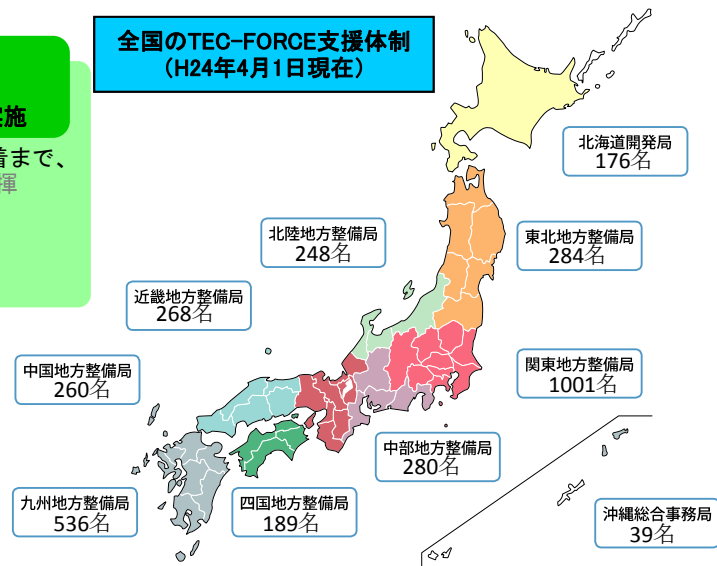 全国のTEC-FORCE支援体制
（H24年4月1日現在）
施
着まで、
揮
北海道開発局
176名
東北地方整備局
284名
北陸地方整備局
248名
近畿地方整備局
268名
中国地方整備局
260名
関東地方整備局
1001名
中部地方整備局
280名
九州地方整備局
536名
四国地方整備局
189名
沖縄総合事務局
39名